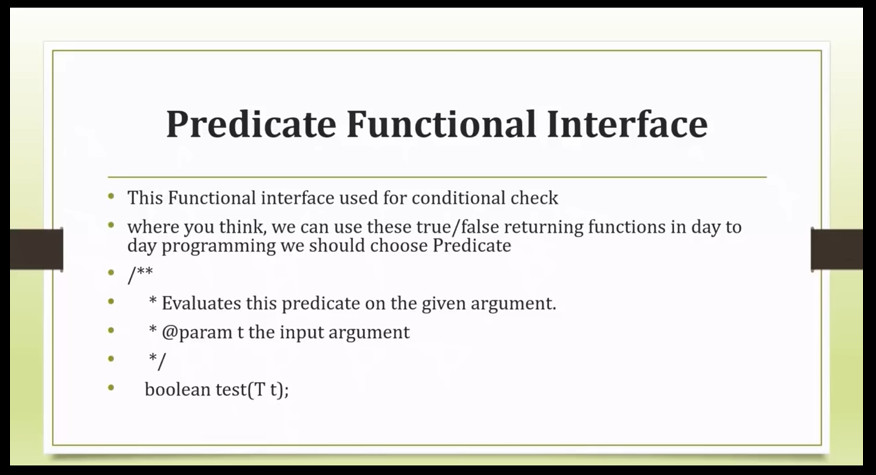 Predicate Functional Interface
• This Functional interface used for conditional check
• where you think, we can use these true/false returning functions in day to
day programming we should choose Predicate
• /**
• * Evaluates this predicate on the given argument.
• * @param t the input argument
• */
• boolean test(T t);